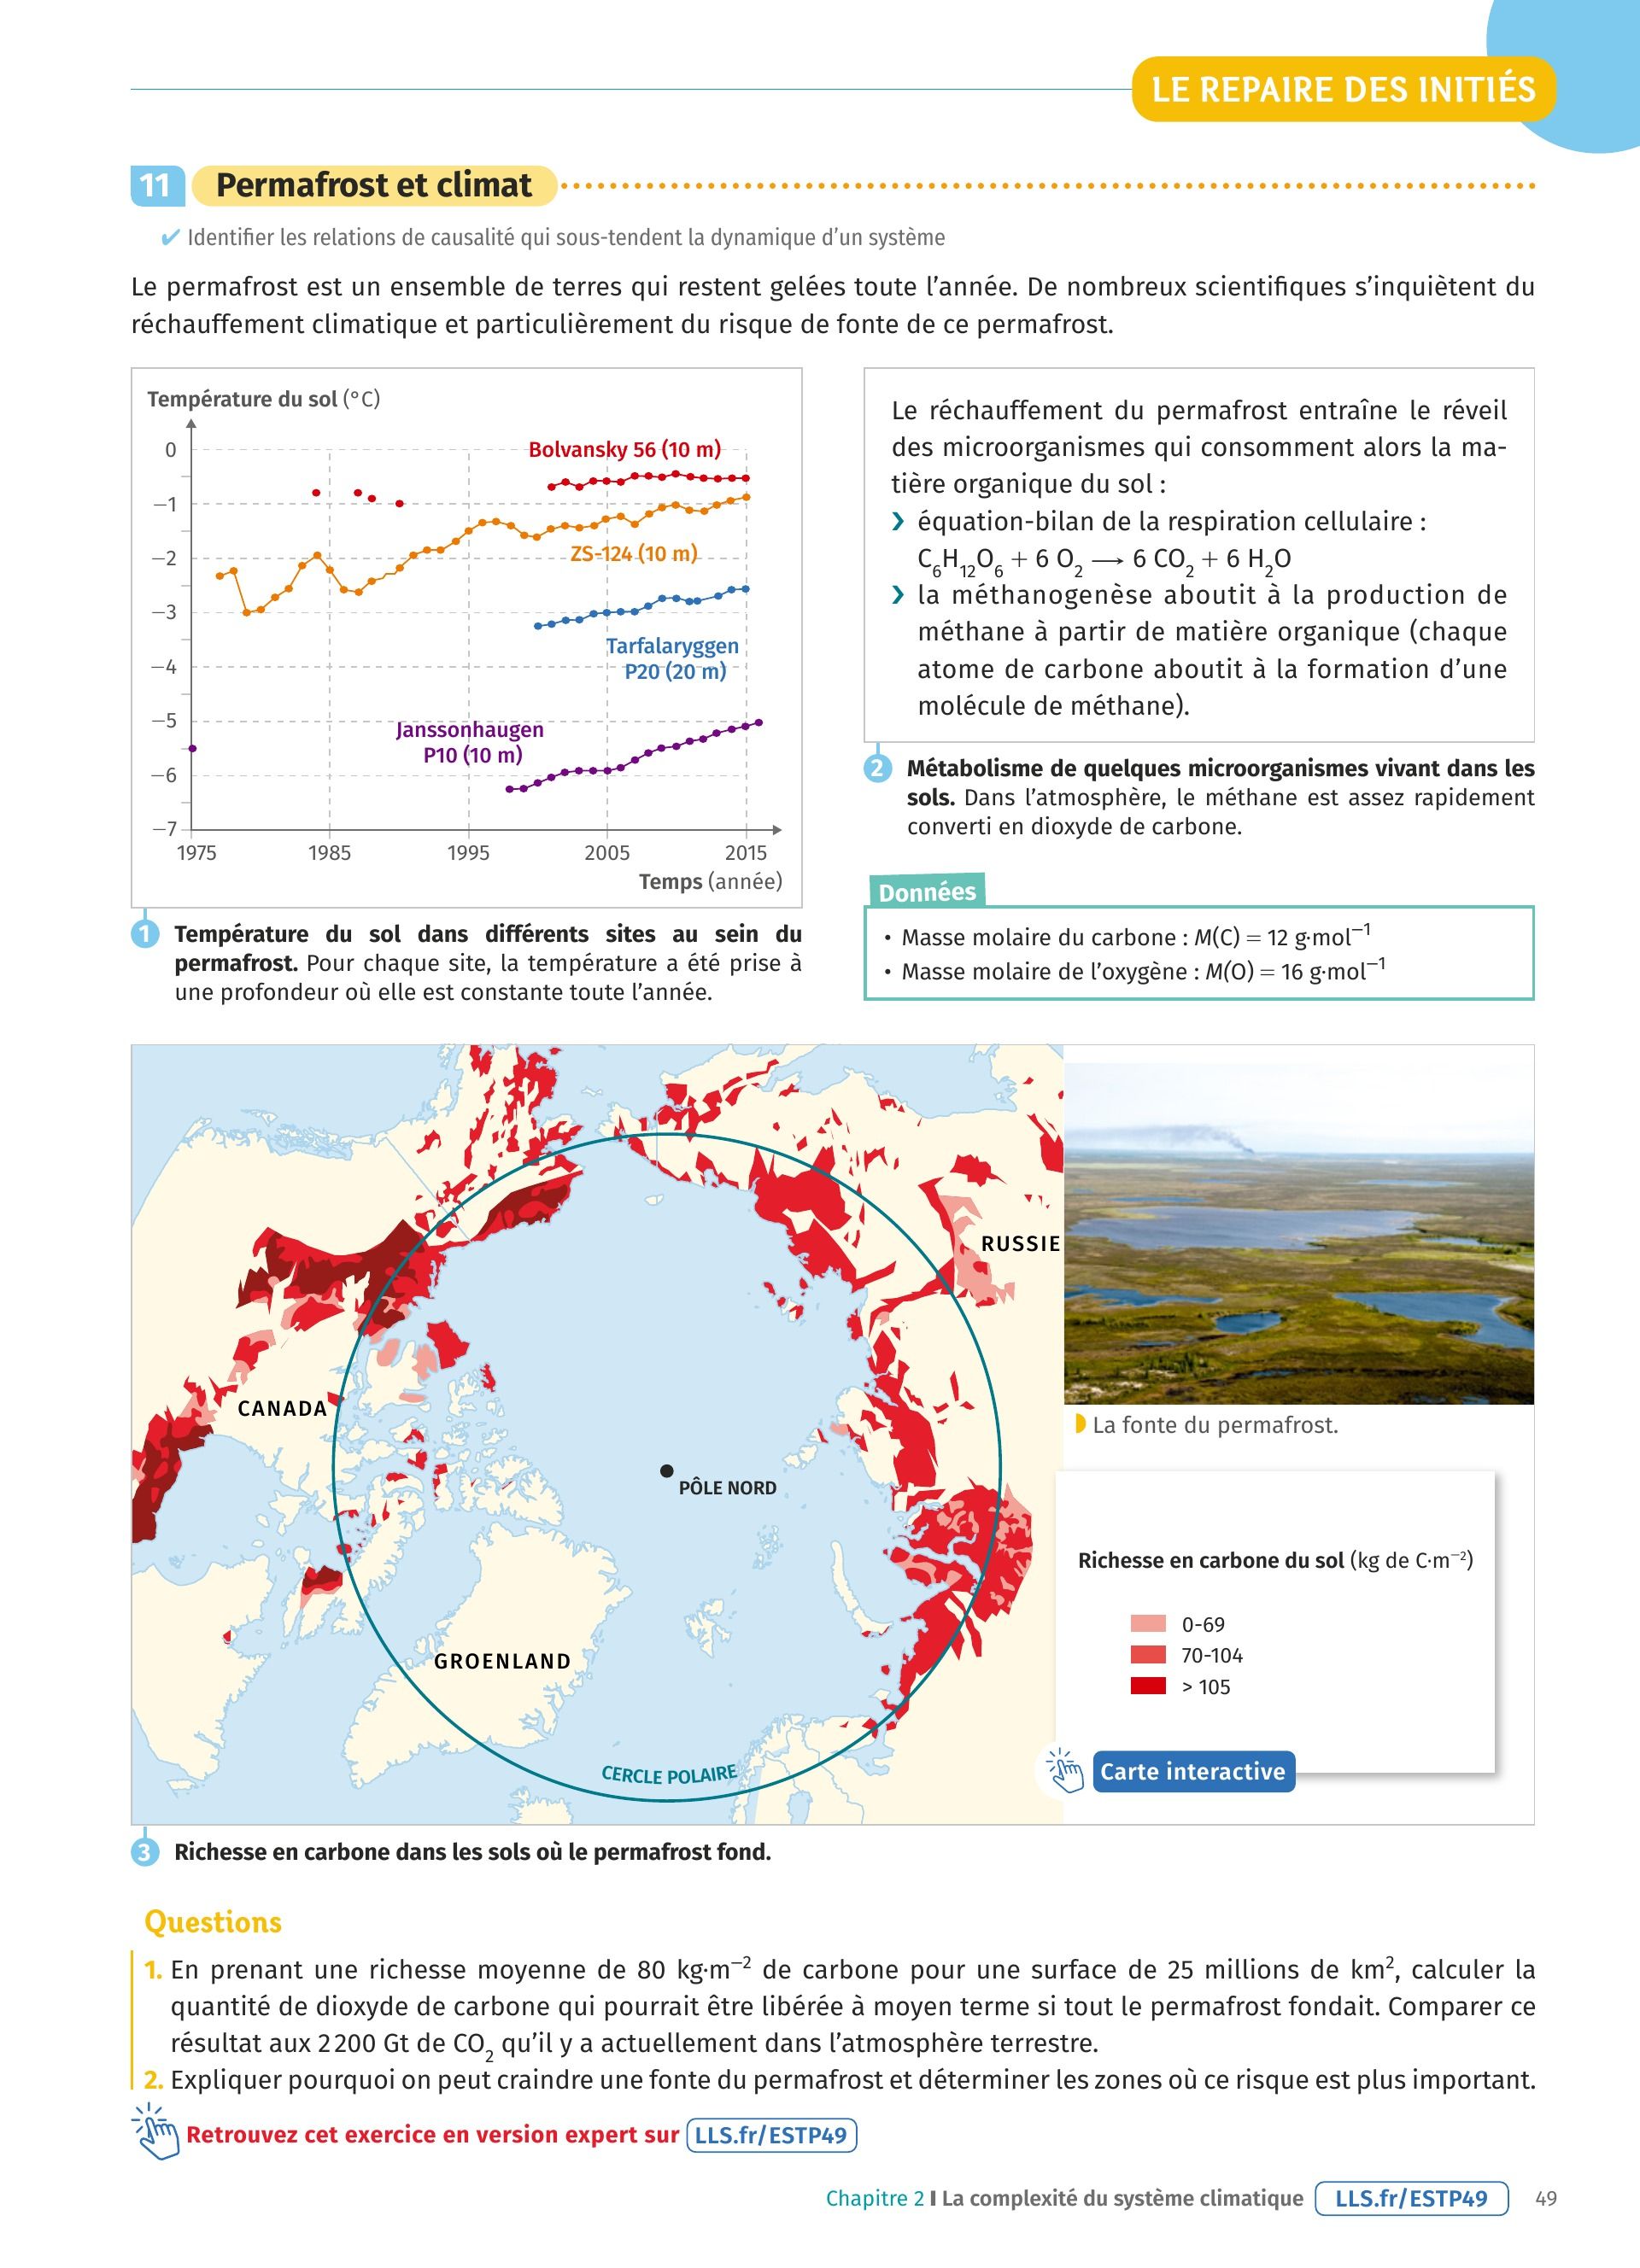 LE REPAIRE DES INITIÉS
11 Permafrost et climat
✔ Identifier les relations de causalité qui sous-tendent la dynamique d'un système
Le permafrost est un ensemble de terres qui restent gelées toute l'année. De nombreux scientifiques s'inquiètent du
réchauffement climatique et particulièrement du risque de fonte de ce permafrost.
Température du sol (°C)
0
−1
−2
−3
−4
−5
−6
−7
Bolvansky 56 (10 m)
ZS-124 (10 m)
Tarfalaryggen
P20 (20 m)
Janssonhaugen
P10 (10 m)
1975 1985 1995 2005 2015
Temps (année)
1 Température du sol dans différents sites au sein du
permafrost. Pour chaque site, la température a été prise à
une profondeur où elle est constante toute l'année.
Le réchauffement du permafrost entraîne le réveil
des microorganismes qui consomment alors la ma-
tière organique du sol :
› équation-bilan de la respiration cellulaire :
C₆H₁₂O₆ + 6 O₂ ⟶ 6 CO₂ + 6 H₂O
› la méthanogenèse aboutit à la production de
méthane à partir de matière organique (chaque
atome de carbone aboutit à la formation d'une
molécule de méthane).
2 Métabolisme de quelques microorganismes vivant dans les
sols. Dans l'atmosphère, le méthane est assez rapidement
converti en dioxyde de carbone.
Données
• Masse molaire du carbone : M(C) = 12 g·mol⁻¹
• Masse molaire de l'oxygène : M(O) = 16 g·mol⁻¹
RUSSIE
CANADA
PÔLE NORD
GROENLAND
CERCLE POLAIRE
La fonte du permafrost.
Richesse en carbone du sol (kg de C·m⁻²)
0-69
70-104
> 105
Carte interactive
3 Richesse en carbone dans les sols où le permafrost fond.
Questions
1. En prenant une richesse moyenne de 80 kg·m⁻² de carbone pour une surface de 25 millions de km², calculer la
quantité de dioxyde de carbone qui pourrait être libérée à moyen terme si tout le permafrost fondait. Comparer ce
résultat aux 2 200 Gt de CO₂ qu'il y a actuellement dans l'atmosphère terrestre.
2. Expliquer pourquoi on peut craindre une fonte du permafrost et déterminer les zones où ce risque est plus important.
Retrouvez cet exercice en version expert sur LLS.fr/ESTP49
Chapitre 2 I La complexité du système climatique LLS.fr/ESTP49 49